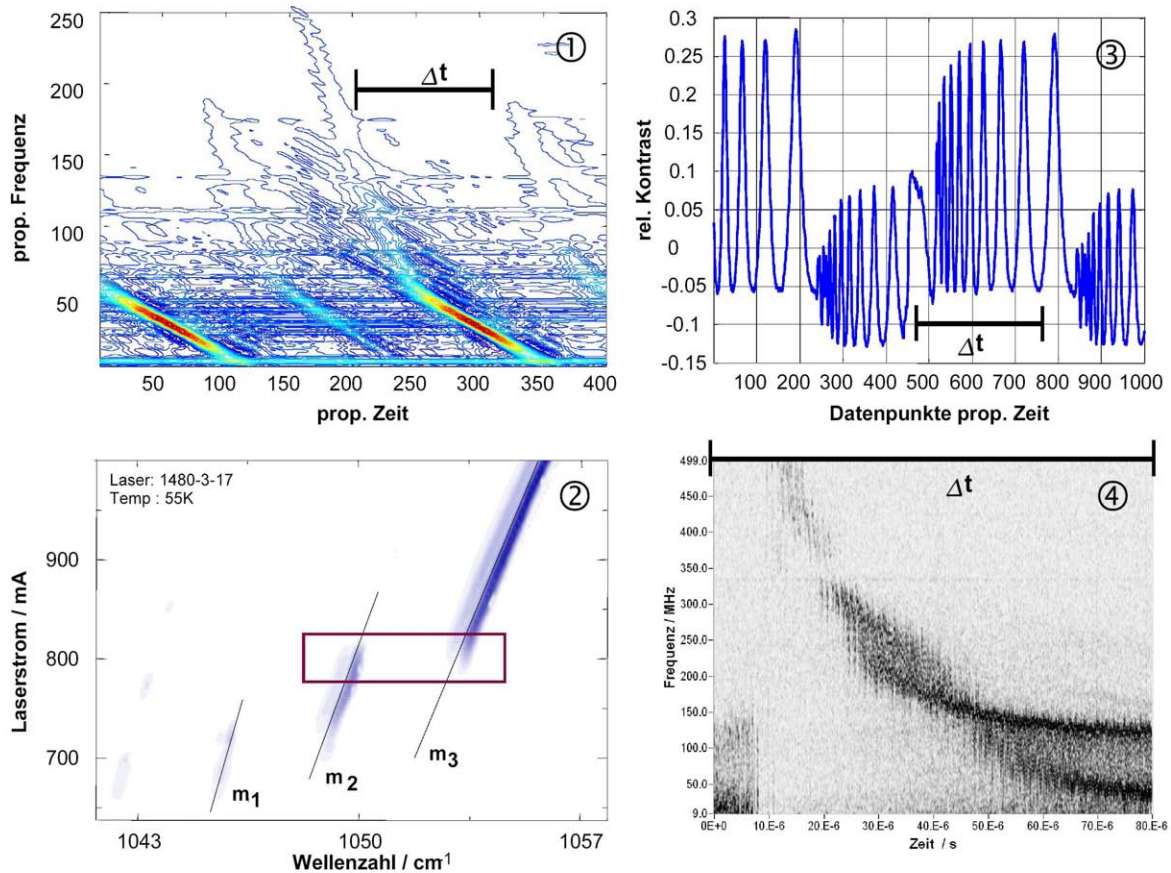 250
200
150
100
50
prop. Frequenz
①
Δt
50 100 150 200 250 300 350 400
prop. Zeit
0.3
0.25
0.20
0.15
0.1
0.05
0
-0.05
-0.1
-0.15
rel. Kontrast
③
Δt
0 100 200 300 400 500 600 700 800 900 1000
Datenpunkte prop. Zeit
Laser: 1480-3-17
Temp : 55K
②
900
800
700
Laserstrom / mA
m1
m2
m3
1043 1050 1057
Wellenzahl / cm-1
499.0
450.0
400.0
350.0
300.0
250.0
200.0
150.0
100.0
50.0
9.0
Frequenz / MHz
Δt
④
0E+0 10.E-6 20.E-6 30.E-6 40.E-6 50.E-6 60.E-6 70.E-6 80.E-6
Zeit / s